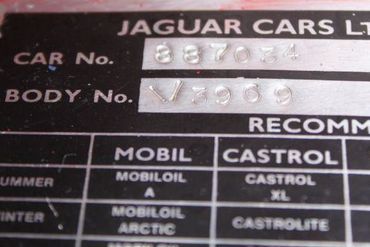 JAGUAR CARS LT
CAR No. 887034
BODY No. V3969
RECOMM
MOBIL CASTROL
UMMER MOBILOIL A CASTROL XL
INTER MOBILOIL ARCTIC CASTROLITE